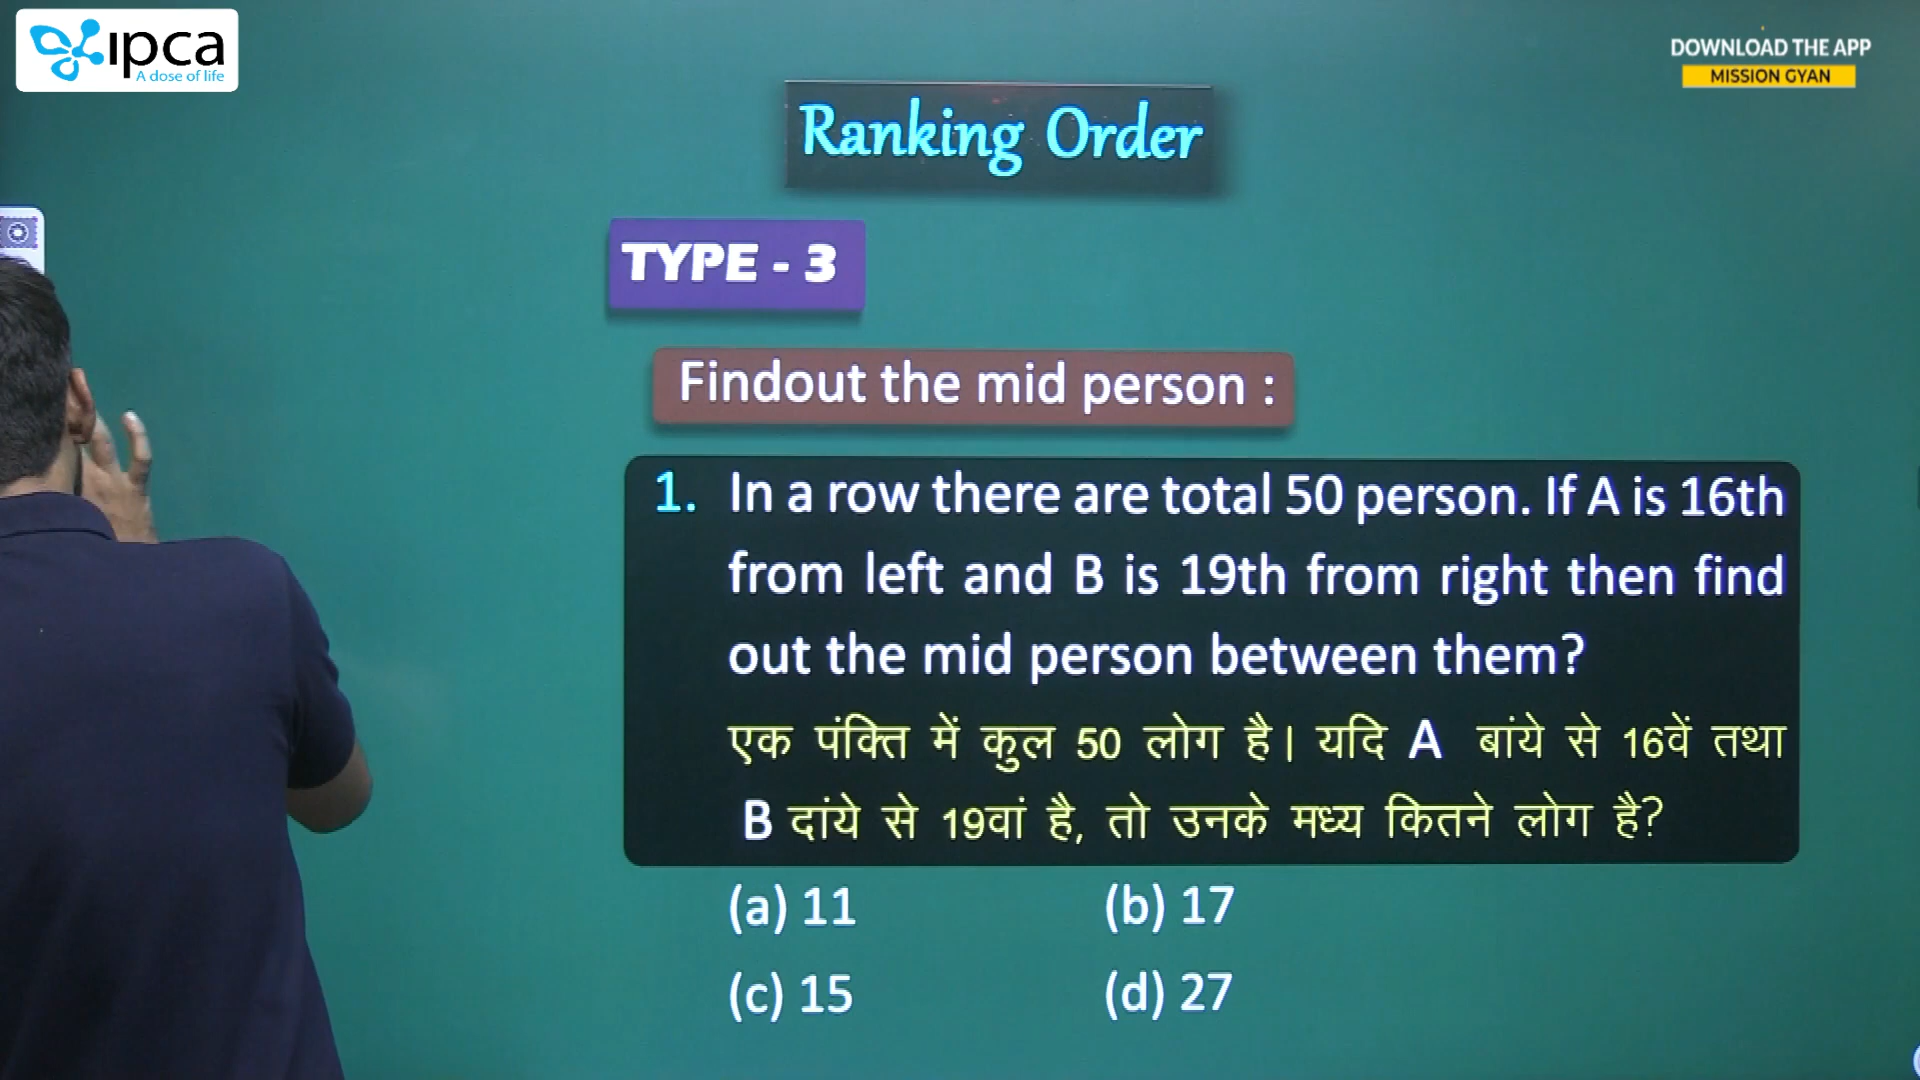 ipca
A dose of life
DOWNLOAD THE APP
MISSION GYAN
Ranking Order
TYPE - 3
Findout the mid person :
1. In a row there are total 50 person. If A is 16th
from left and B is 19th from right then find
out the mid person between them?
एक पंक्ति में कुल 50 लोग है। यदि A बांये से 16वें तथा
B दांये से 19वां है, तो उनके मध्य कितने लोग है?
(a) 11 (b) 17
(c) 15 (d) 27